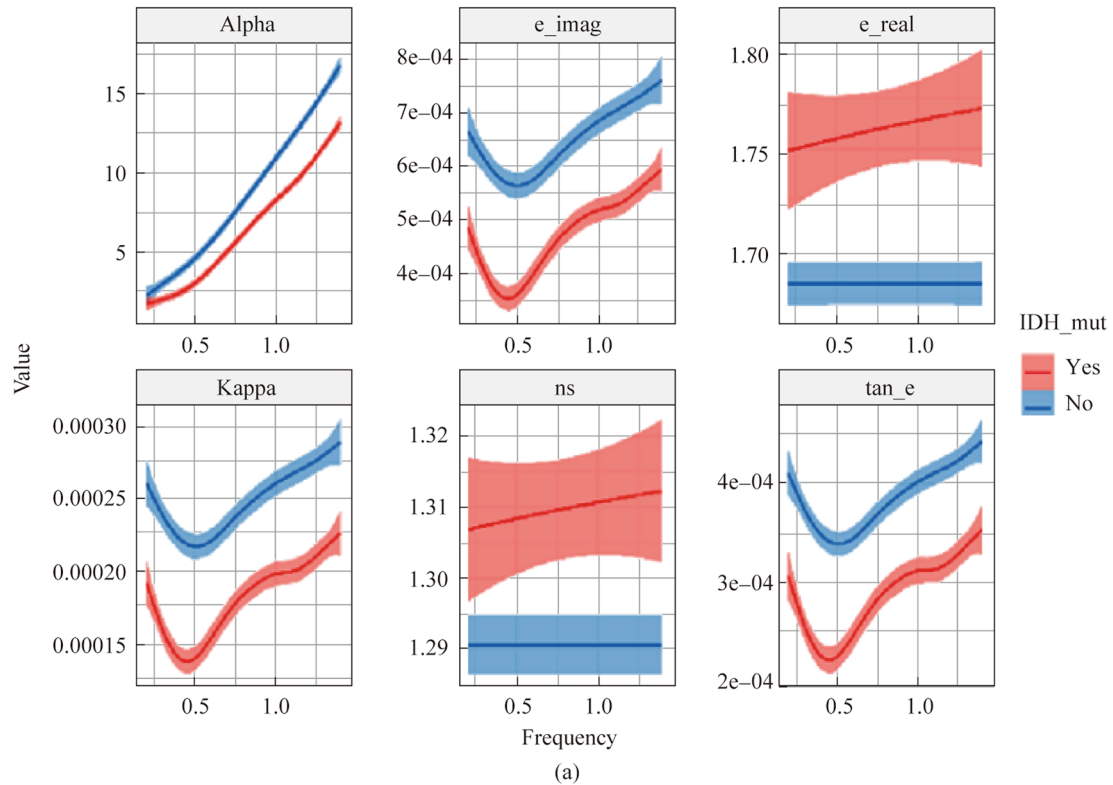 Alpha
e_imag
e_real
15
10
5
8e−04
7e−04
6e−04
5e−04
4e−04
1.80
1.75
1.70
0.5 1.0
0.5 1.0
0.5 1.0
Value
IDH_mut
Yes
No
Kappa
ns
tan_e
0.00030
0.00025
0.00020
0.00015
1.32
1.31
1.30
1.29
4e−04
3e−04
2e−04
0.5 1.0
0.5 1.0
0.5 1.0
Frequency
(a)